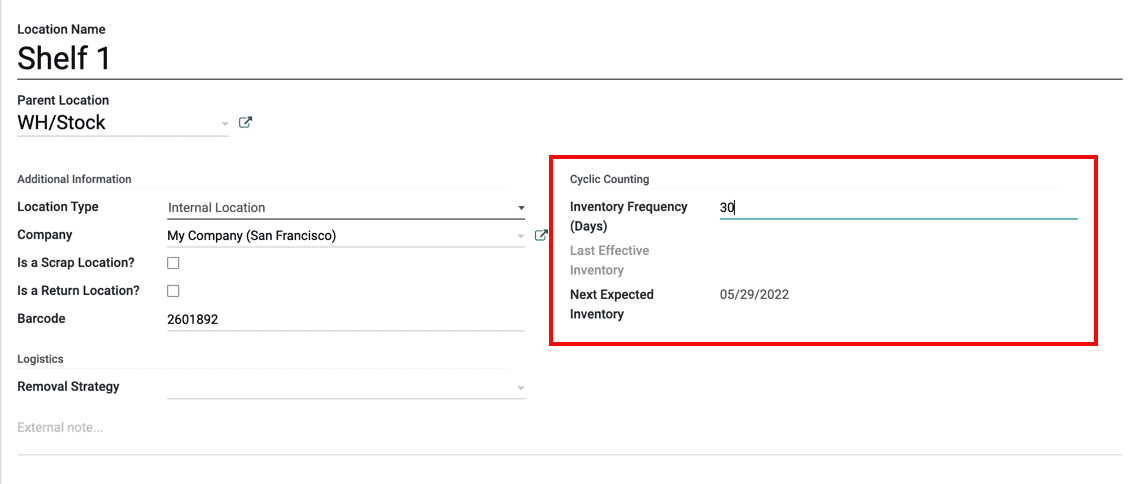 Location Name
Shelf 1
Parent Location
WH/Stock
Additional Information
Location Type Internal Location
Company My Company (San Francisco)
Is a Scrap Location?
Is a Return Location?
Barcode 2601892
Logistics
Removal Strategy
External note...
Cyclic Counting
Inventory Frequency 30
(Days)
Last Effective
Inventory
Next Expected 05/29/2022
Inventory